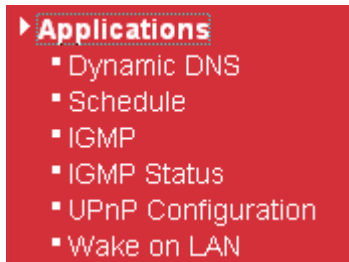 Applications
Dynamic DNS
Schedule
IGMP
IGMP Status
UPnP Configuration
Wake on LAN